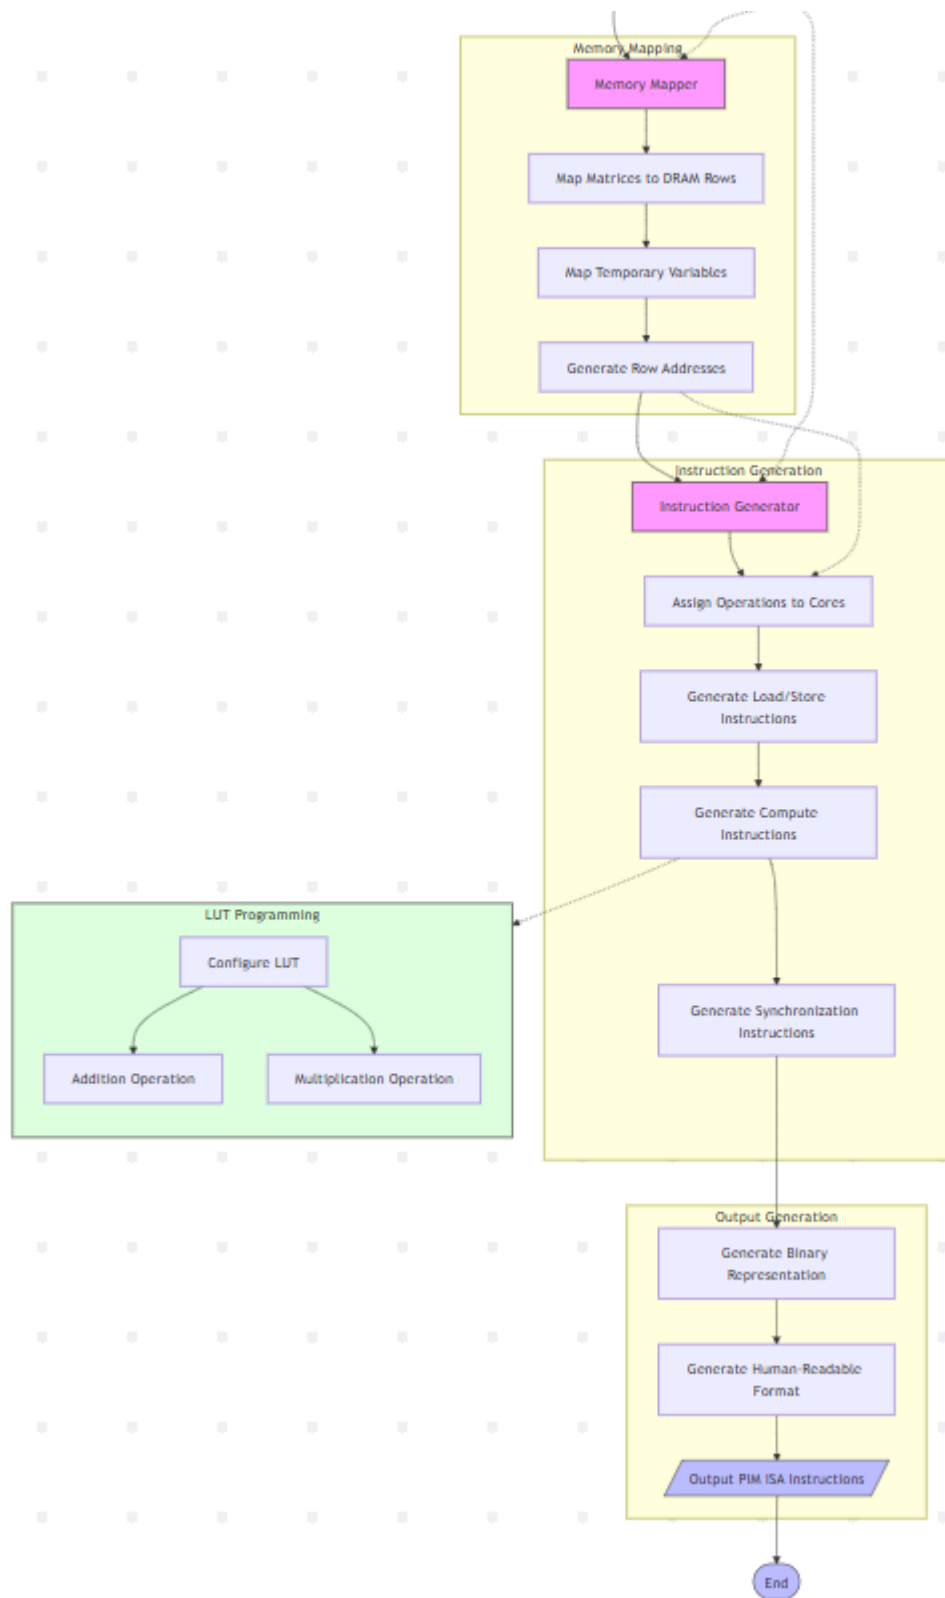 Memory Mapping
Memory Mapper
Map Matrices to DRAM Rows
Map Temporary Variables
Generate Row Addresses
Instruction Generation
Instruction Generator
Assign Operations to Cores
Generate Load/Store
Instructions
Generate Compute
Instructions
LUT Programming
Configure LUT
Addition Operation
Multiplication Operation
Generate Synchronization
Instructions
Output Generation
Generate Binary
Representation
Generate Human-Readable
Format
Output PIM ISA Instructions
End